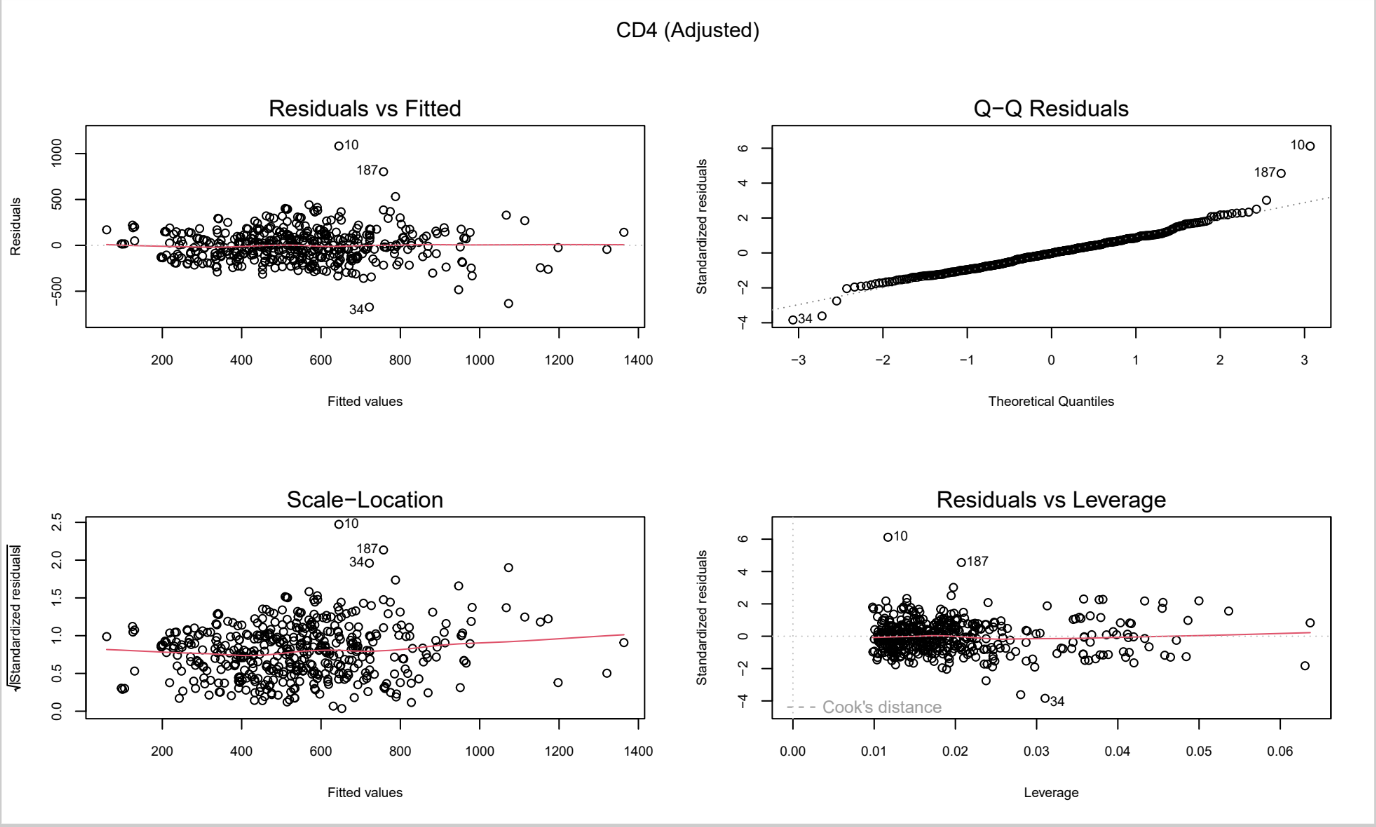 CD4 (Adjusted)
Residuals vs Fitted
Residuals
1000
500
0
−500
10
187
34
200 400 600 800 1000 1200 1400
Fitted values
Q−Q Residuals
Standardized residuals
6
4
2
0
−2
−4
10
187
34
−3 −2 −1 0 1 2 3
Theoretical Quantiles
Scale−Location
√|Standardized residuals|
2.5
2.0
1.5
1.0
0.5
0.0
10
187
34
200 400 600 800 1000 1200 1400
Fitted values
Residuals vs Leverage
Standardized residuals
6
4
2
0
−2
−4
10
187
34
Cook's distance
0.00 0.01 0.02 0.03 0.04 0.05 0.06
Leverage